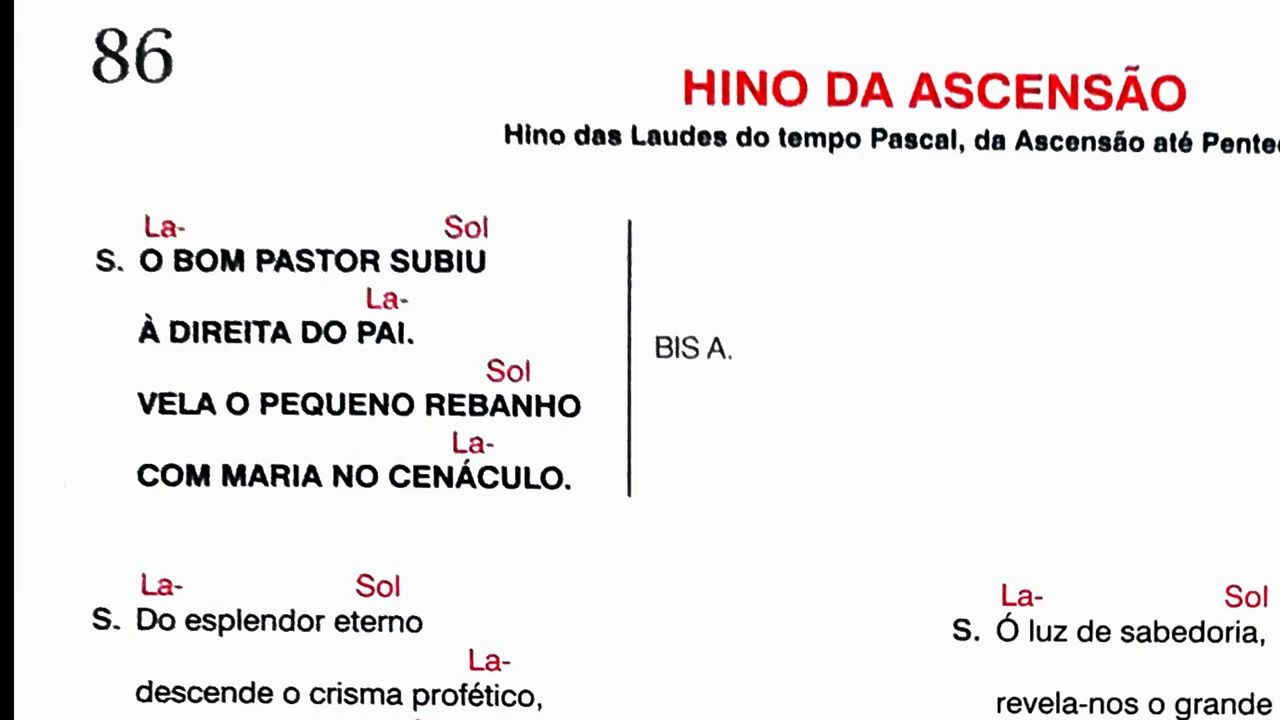 86
HINO DA ASCENSÃO
Hino das Laudes do tempo Pascal, da Ascensão até
La- Sol
S. O BOM PASTOR SUBIU
La-
À DIREITA DO PAI.
Sol
VELA O PEQUENO REBANHO
La-
COM MARIA NO CENÁCULO.
BIS A.
La- Sol
S. Do esplendor eterno
La-
descende o crisma profético,
La- Sol
S. Ó luz de sabedoria,
revela-nos o grande